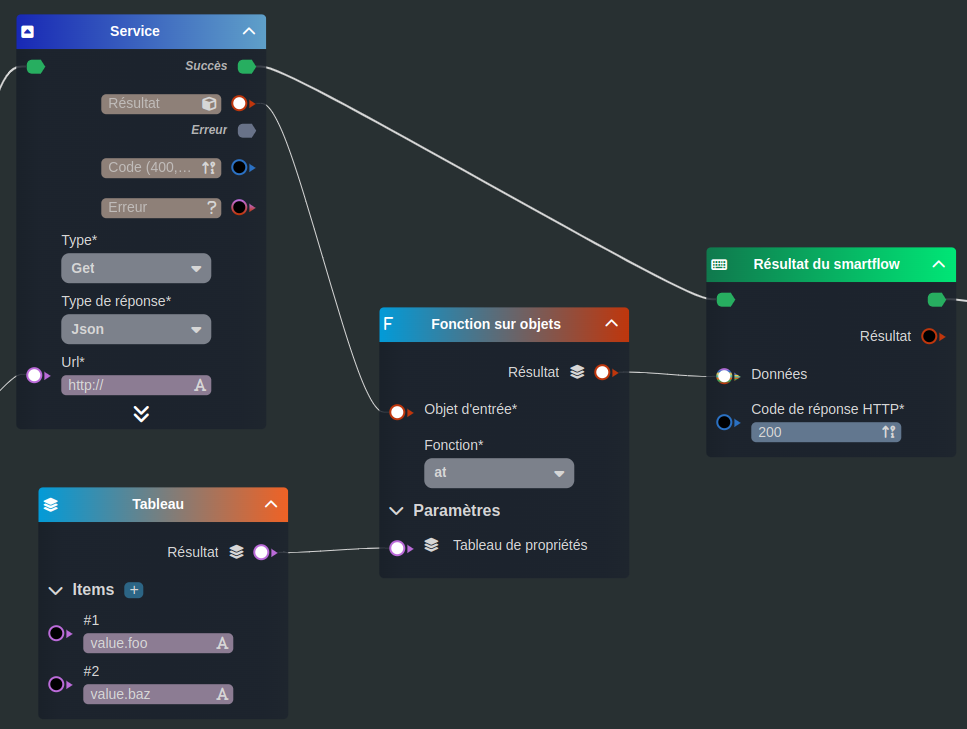 Service
Succès
Résultat
Erreur
Code (400,...
Erreur
?
Type*
Get
Type de réponse*
Json
Url*
http://
A
Tableau
Résultat
Items +
#1
value.foo
A
#2
value.baz
A
F
Fonction sur objets
Résultat
Objet d'entrée*
Fonction*
at
Paramètres
Tableau de propriétés
Résultat du smartflow
Résultat
Données
Code de réponse HTTP*
200